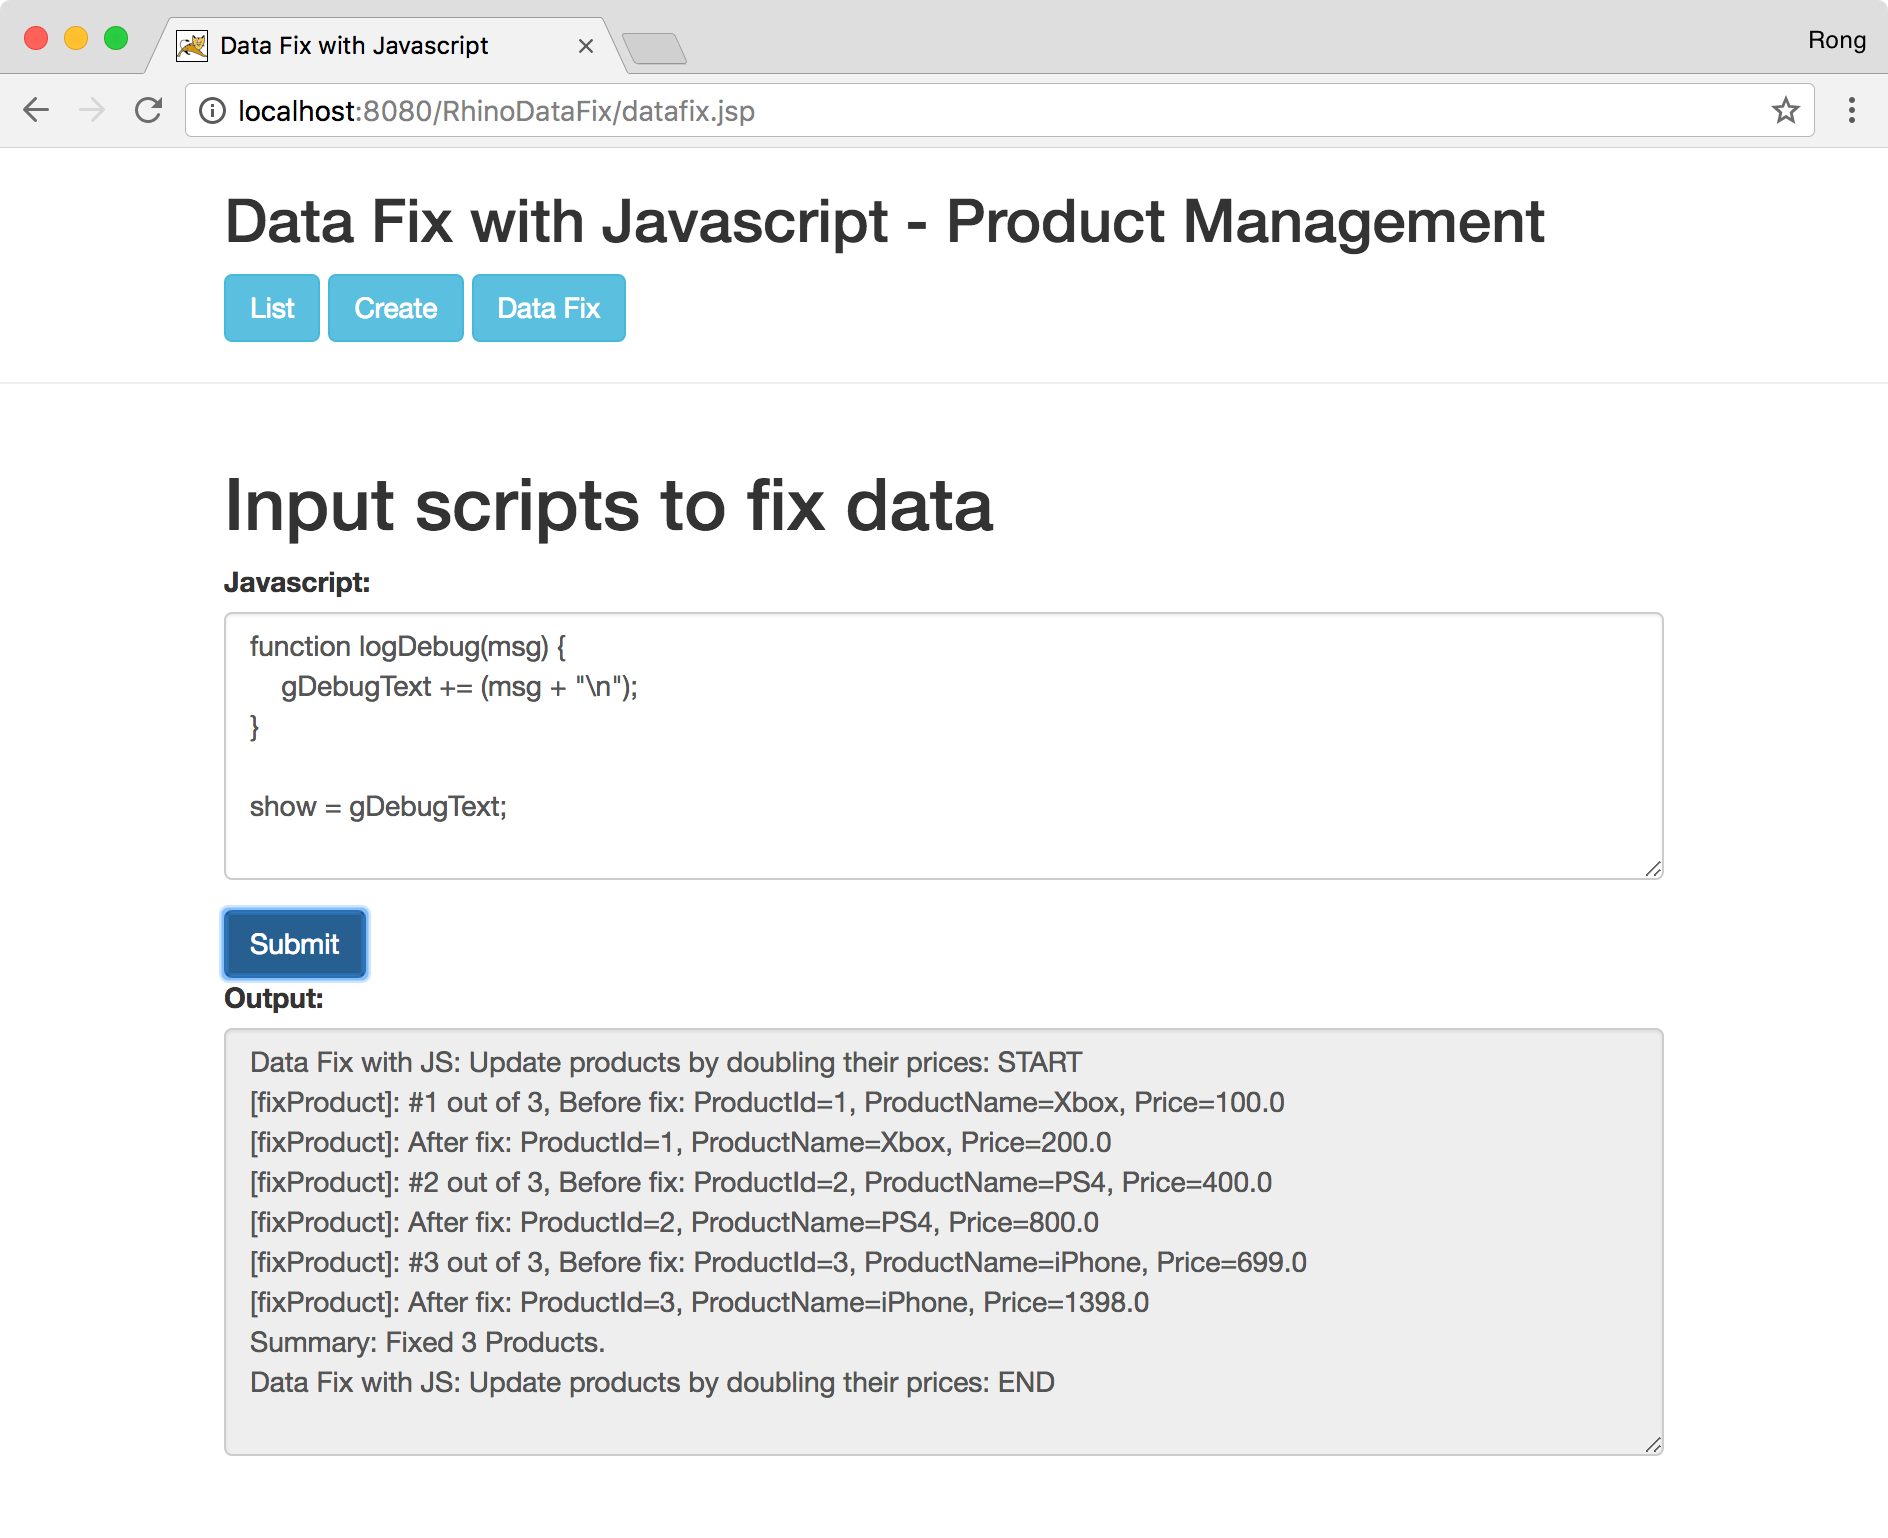 Data Fix with Javascript
Rong
localhost:8080/RhinoDataFix/datafix.jsp
Data Fix with Javascript - Product Management
List Create Data Fix
Input scripts to fix data
Javascript:
function logDebug(msg) {
    gDebugText += (msg + "\n");
}
show = gDebugText;
Submit
Output:
Data Fix with JS: Update products by doubling their prices: START
[fixProduct]: #1 out of 3, Before fix: ProductId=1, ProductName=Xbox, Price=100.0
[fixProduct]: After fix: ProductId=1, ProductName=Xbox, Price=200.0
[fixProduct]: #2 out of 3, Before fix: ProductId=2, ProductName=PS4, Price=400.0
[fixProduct]: After fix: ProductId=2, ProductName=PS4, Price=800.0
[fixProduct]: #3 out of 3, Before fix: ProductId=3, ProductName=iPhone, Price=699.0
[fixProduct]: After fix: ProductId=3, ProductName=iPhone, Price=1398.0
Summary: Fixed 3 Products.
Data Fix with JS: Update products by doubling their prices: END